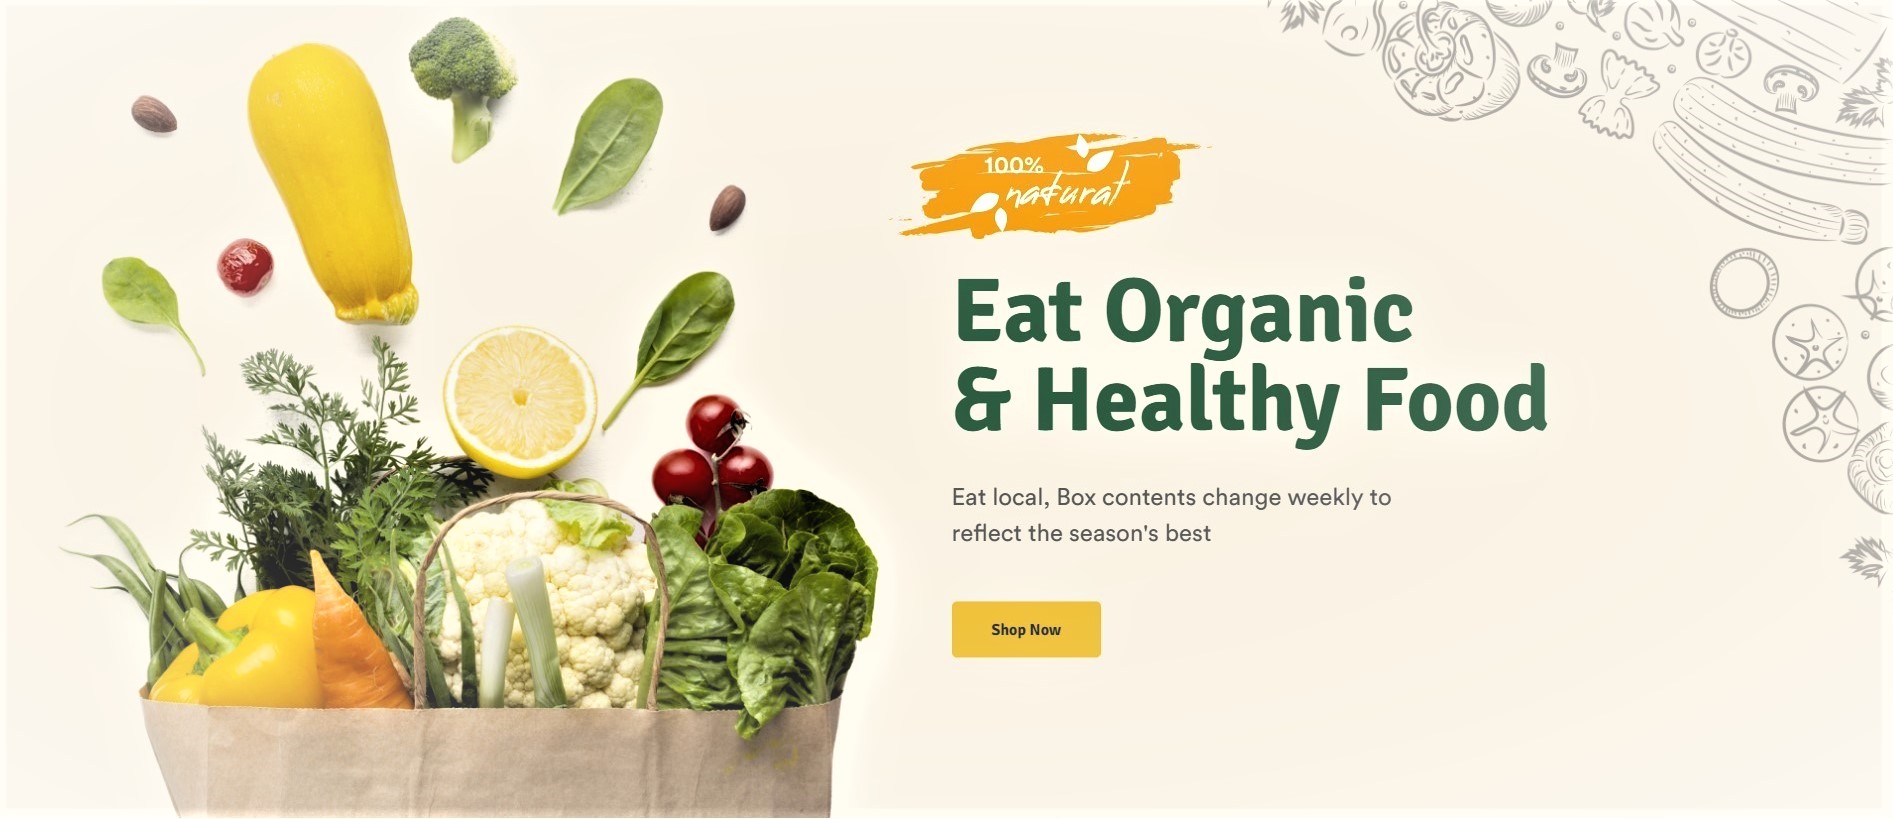 100%
natural
Eat Organic
& Healthy Food
Eat local, Box contents change weekly to
reflect the season's best
Shop Now